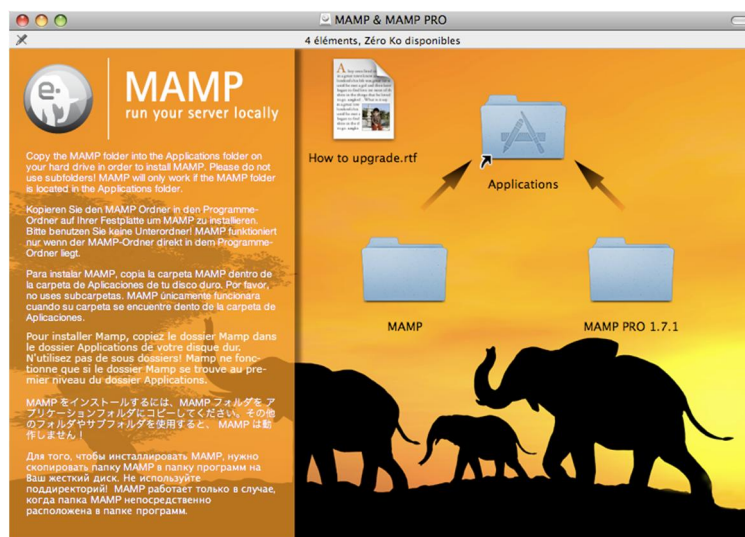 MAMP & MAMP PRO
4 éléments, Zéro Ko disponibles
MAMP
run your server locally
Copy the MAMP folder into the Applications folder on
your hard drive in order to install MAMP. Please do not
use subfolders! MAMP will only work if the MAMP folder
is located in the Applications folder.
Kopieren Sie den MAMP Ordner in den Programme-
Ordner auf Ihrer Festplatte um MAMP zu installieren.
Bitte benutzen Sie keine Unterordner! MAMP funktioniert
nur wenn der MAMP-Ordner direkt in dem Programme-
Ordner liegt.
Para instalar MAMP, copia la carpeta MAMP dentro de
la carpeta de Aplicaciones de tu disco duro. Por favor,
no uses subcarpetas. MAMP únicamente funcionara
cuando su carpeta se encuentre dento de la carpeta de
Aplicaciones.
Pour installer Mamp, copiez le dossier Mamp dans
le dossier Applications de votre disque dur.
N'utilisez pas de sous dossiers! Mamp ne fonc-
tionne que si le dossier Mamp se trouve au pre-
mier niveau du dossier Applications.
MAMP をインストールするには、MAMP フォルダを ア
プリケーションフォルダにコピーしてください。その他
のフォルダやサブフォルダを使用すると、 MAMP は動
作しません！
Для того, чтобы инсталлировать MAMP, нужно
скопировать папку MAMP в папку программ на
Ваш жесткий диск. Не используйте
поддиректорий! MAMP работает только в случае,
когда папка MAMP непосредственно
расположена в папке программ.
How to upgrade.rtf
Applications
MAMP
MAMP PRO 1.7.1